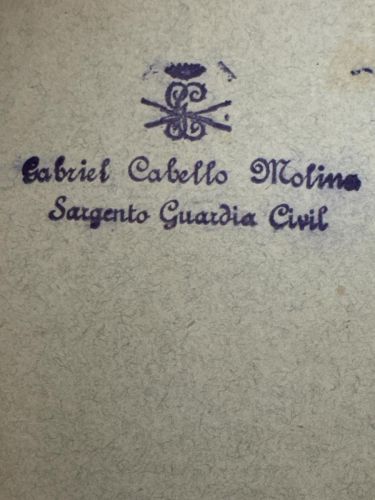 Gabriel Cabello Molina
Sargento Guardia Civil